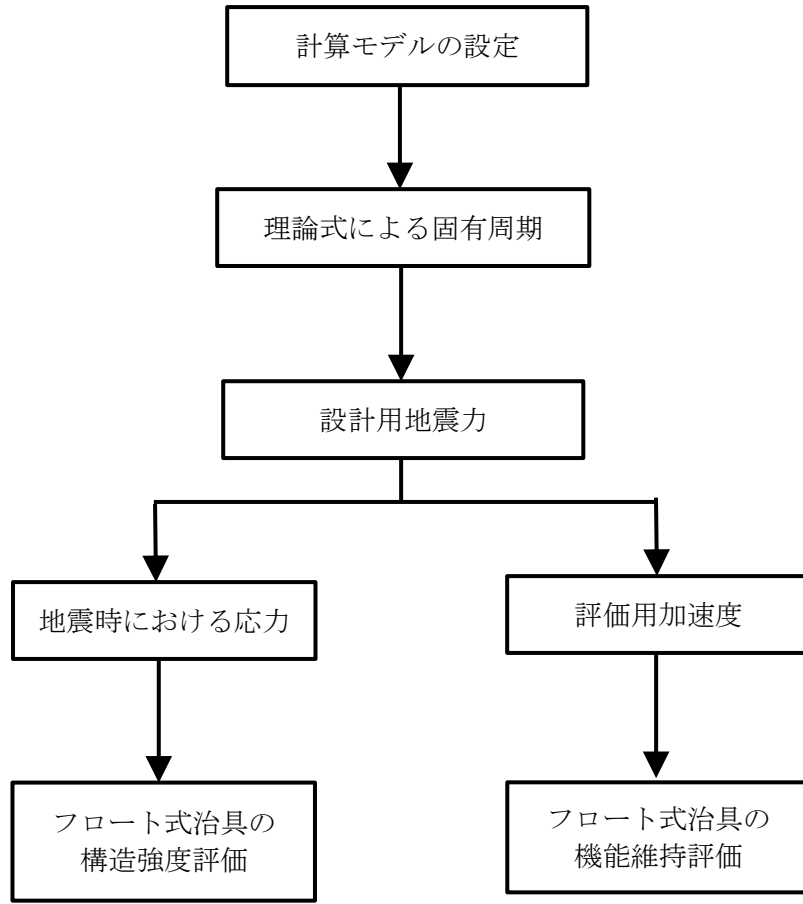 計算モデルの設定
理論式による固有周期
設計用地震力
地震時における応力
評価用加速度
フロート式治具の
構造強度評価
フロート式治具の
機能維持評価